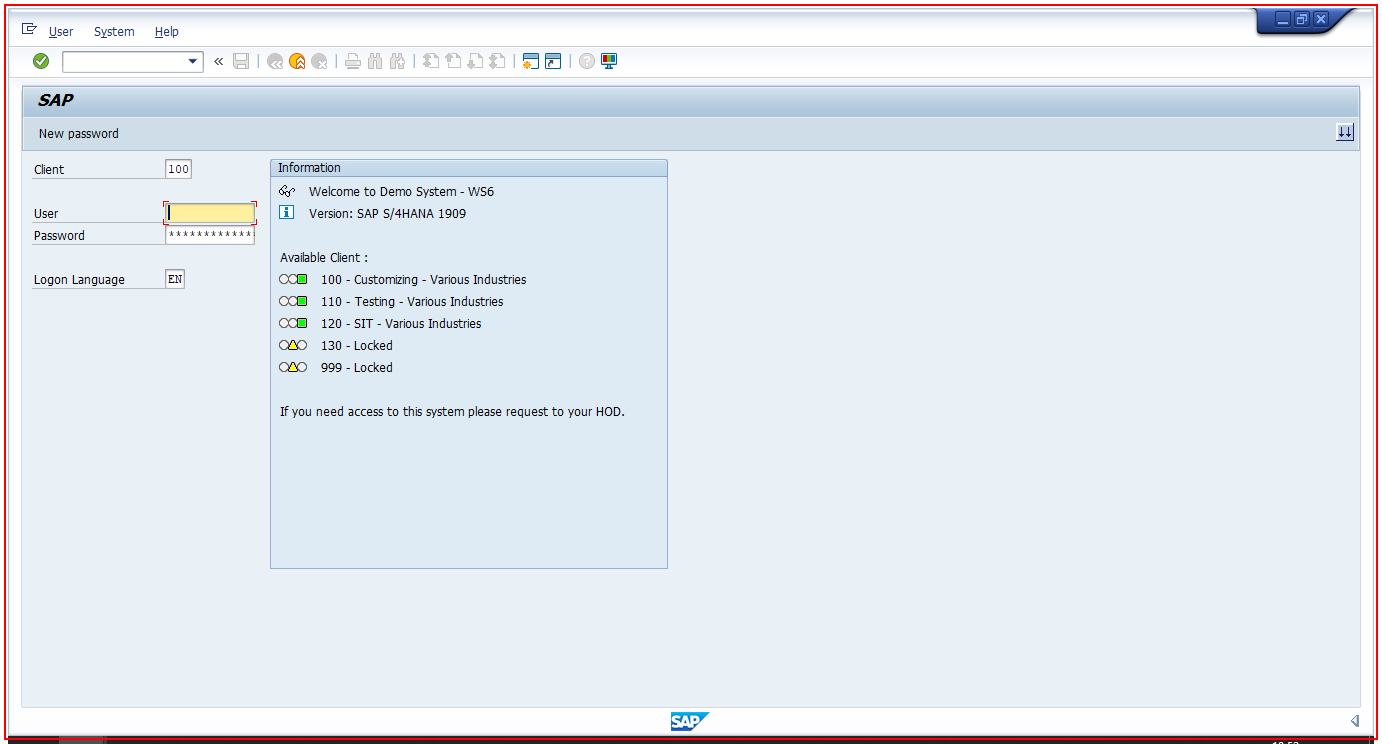 User System Help
SAP
New password
Client 100
User
Password *************
Logon Language EN
Information
Welcome to Demo System - WS6
Version: SAP S/4HANA 1909
Available Client :
100 - Customizing - Various Industries
110 - Testing - Various Industries
120 - SIT - Various Industries
130 - Locked
999 - Locked
If you need access to this system please request to your HOD.
SAP